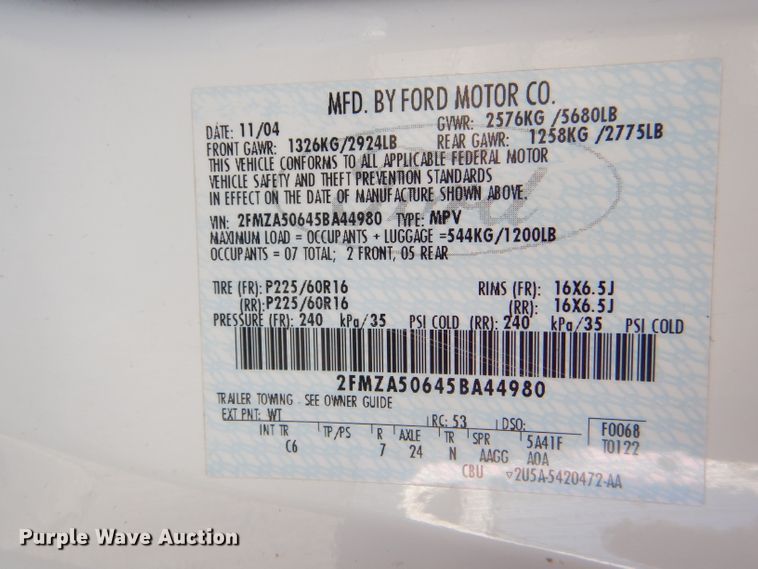 MFD. BY FORD MOTOR CO.
DATE: 11/04 GVWR: 2576KG /5680LB
FRONT GAWR: 1326KG/2924LB REAR GAWR: 1258KG /2775LB
THIS VEHICLE CONFORMS TO ALL APPLICABLE FEDERAL MOTOR
VEHICLE SAFETY AND THEFT PREVENTION STANDARDS
IN EFFECT ON THE DATE OF MANUFACTURE SHOWN ABOVE.
Ford
VIN: 2FMZA50645BA44980 TYPE: MPV
MAXIMUM LOAD = OCCUPANTS + LUGGAGE =544KG/1200LB
OCCUPANTS = 07 TOTAL; 2 FRONT, 05 REAR
TIRE (FR): P225/60R16 RIMS (FR): 16X6.5J
(RR): P225/60R16 (RR): 16X6.5J
PRESSURE (FR): 240 kPa/35 PSI COLD (RR): 240 kPa/35 PSI COLD
2FMZA50645BA44980
TRAILER TOWING - SEE OWNER GUIDE
EXT PNT: WT RC: 53 DSO: F0068
INT TR TP/PS R AXLE TR SPR 5A41F T0122
C6 7 24 N AAGG A0A
CBU ▽2U5A-5420472-AA
Purple Wave Auction